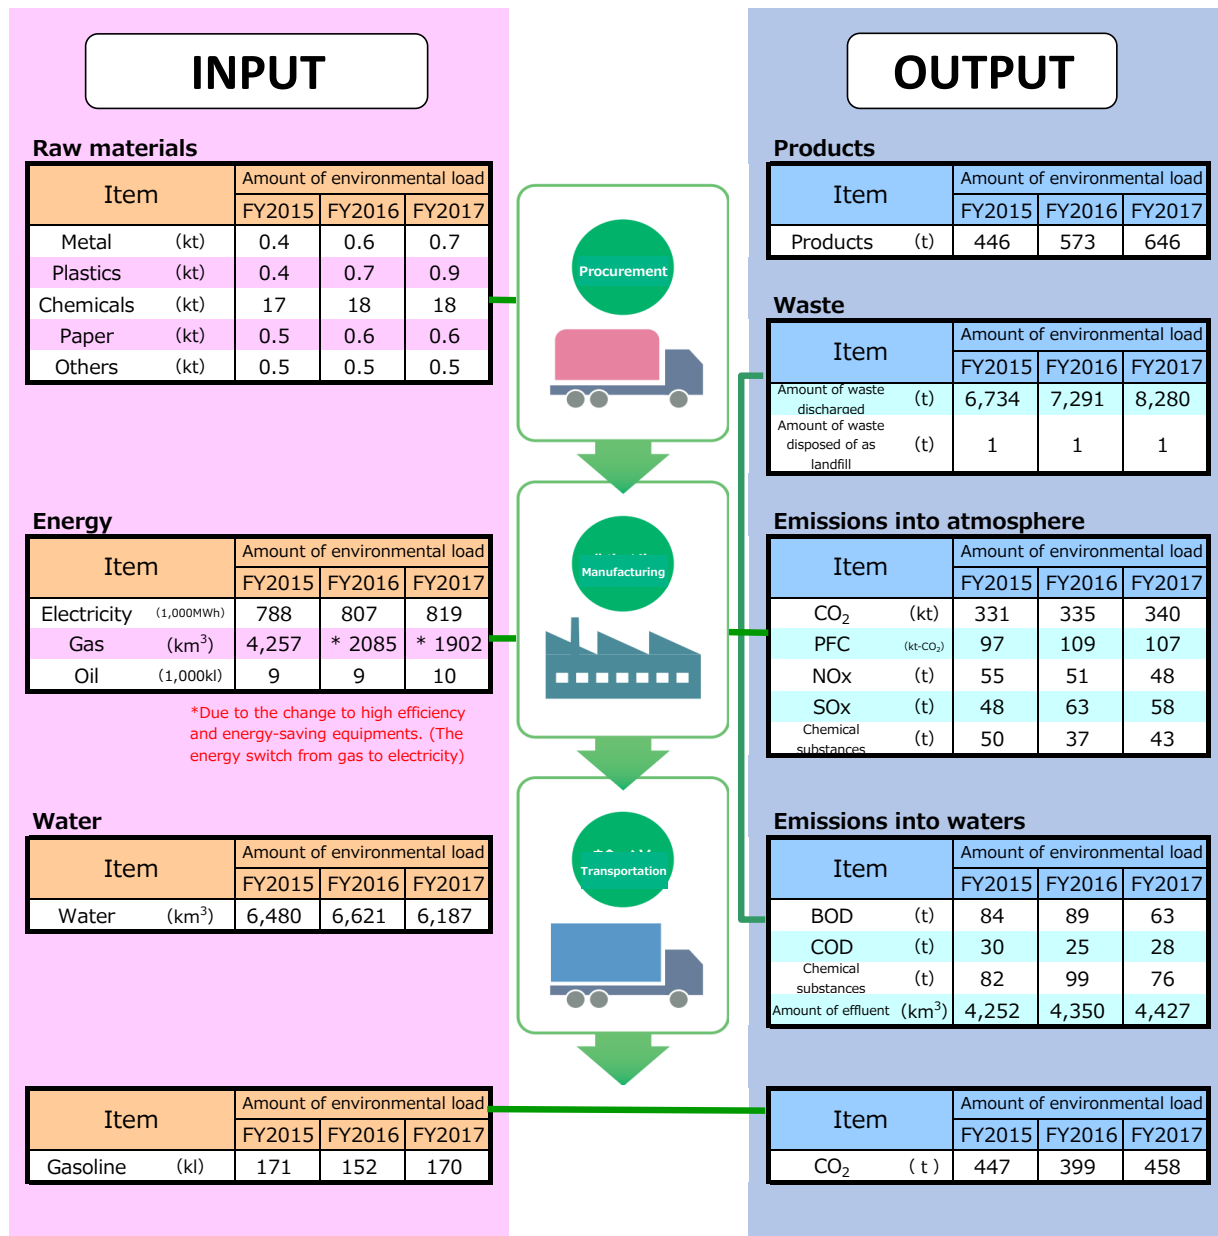 INPUT
Raw materials
Item Amount of environmental load
FY2015 FY2016 FY2017
Metal (kt) 0.4 0.6 0.7
Plastics (kt) 0.4 0.7 0.9
Chemicals (kt) 17 18 18
Paper (kt) 0.5 0.6 0.6
Others (kt) 0.5 0.5 0.5
Energy
Item Amount of environmental load
FY2015 FY2016 FY2017
Electricity (1,000MWh) 788 807 819
Gas (km³) 4,257 * 2085 * 1902
Oil (1,000kl) 9 9 10
*Due to the change to high efficiency
and energy-saving equipments. (The
energy switch from gas to electricity)
Water
Item Amount of environmental load
FY2015 FY2016 FY2017
Water (km³) 6,480 6,621 6,187
Item Amount of environmental load
FY2015 FY2016 FY2017
Gasoline (kl) 171 152 170
Procurement
Manufacturing
Transportation
OUTPUT
Products
Item Amount of environmental load
FY2015 FY2016 FY2017
Products (t) 446 573 646
Waste
Item Amount of environmental load
FY2015 FY2016 FY2017
Amount of waste
discharged (t) 6,734 7,291 8,280
Amount of waste
disposed of as (t) 1 1 1
landfill
Emissions into atmosphere
Item Amount of environmental load
FY2015 FY2016 FY2017
CO₂ (kt) 331 335 340
PFC (kt-CO₂) 97 109 107
NOx (t) 55 51 48
SOx (t) 48 63 58
Chemical
substances (t) 50 37 43
Emissions into waters
Item Amount of environmental load
FY2015 FY2016 FY2017
BOD (t) 84 89 63
COD (t) 30 25 28
Chemical
substances (t) 82 99 76
Amount of effluent (km³) 4,252 4,350 4,427
Item Amount of environmental load
FY2015 FY2016 FY2017
CO₂ ( t ) 447 399 458